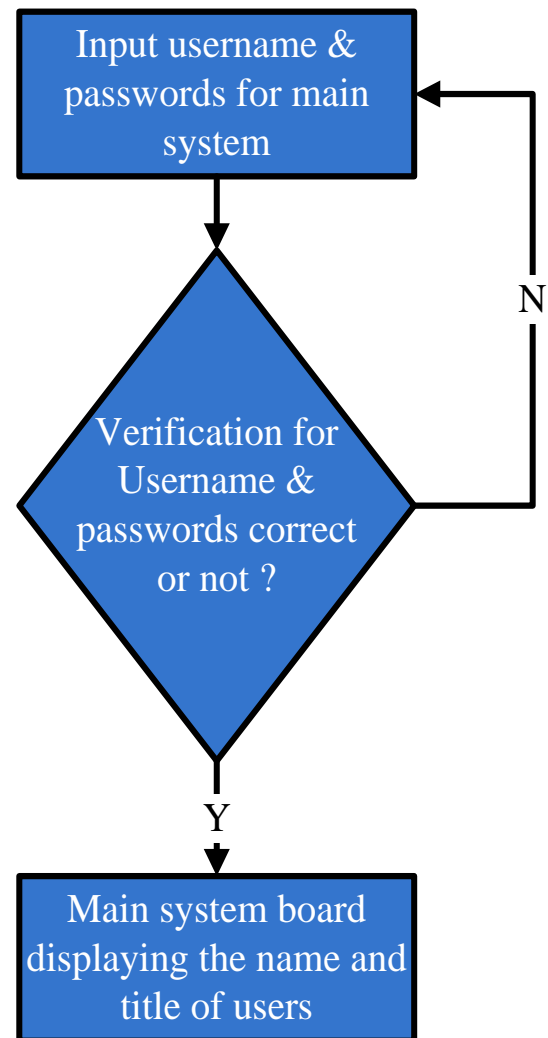 Input username &
passwords for main
system
N
Verification for
Username &
passwords correct
or not ?
Y
Main system board
displaying the name and
title of users